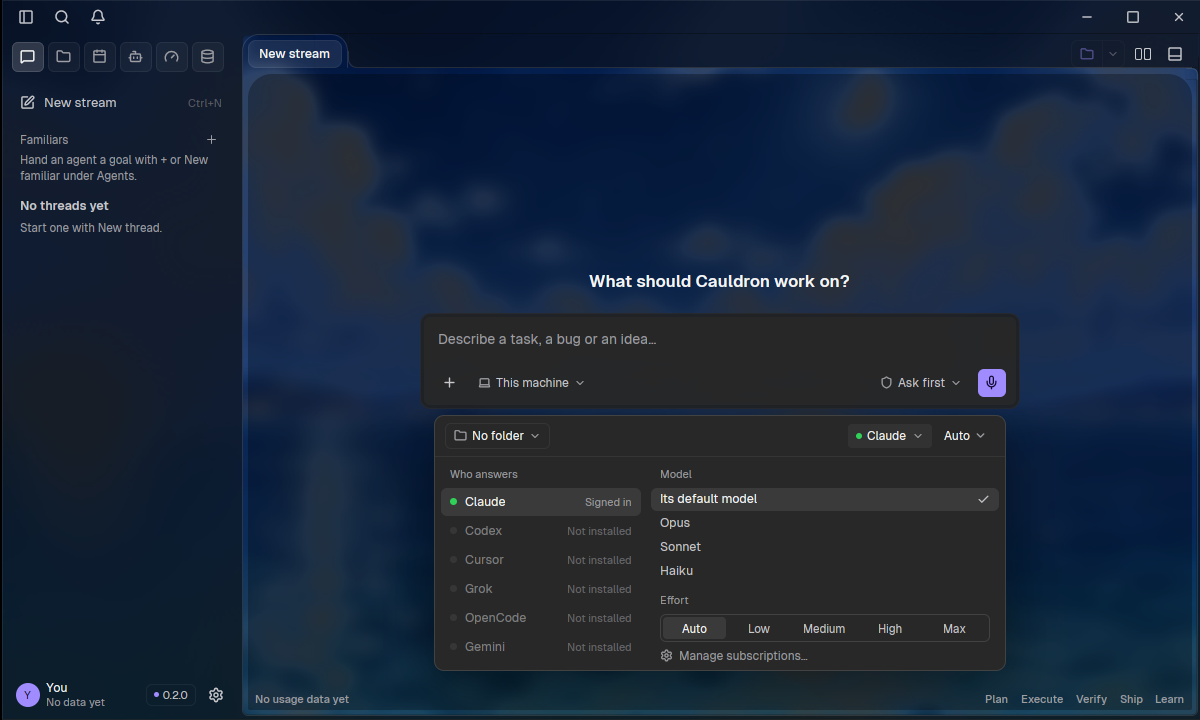 New stream
New stream Ctrl+N
Familiars
Hand an agent a goal with + or New
familiar under Agents.
No threads yet
Start one with New thread.
What should Cauldron work on?
Describe a task, a bug or an idea...
This machine
Ask first
No folder
Claude
Auto
Who answers
Claude Signed in
Codex Not installed
Cursor Not installed
Grok Not installed
OpenCode Not installed
Gemini Not installed
Model
Its default model
Opus
Sonnet
Haiku
Effort
Auto Low Medium High Max
Manage subscriptions...
Y
You
No data yet
0.2.0
No usage data yet
Plan Execute Verify Ship Learn